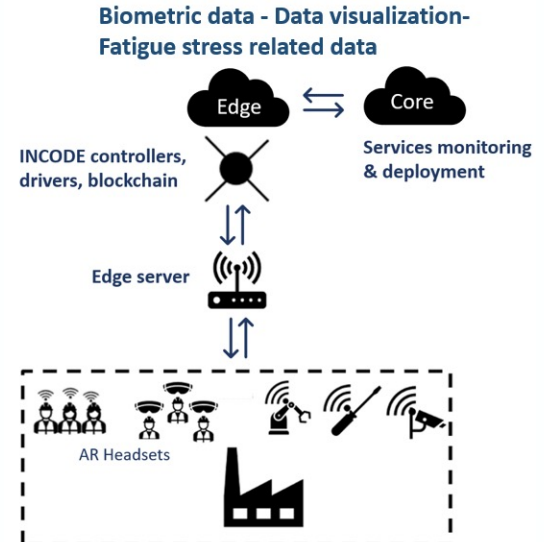 Biometric data - Data visualization-
Fatigue stress related data
Edge
Core
INCODE controllers,
drivers, blockchain
Services monitoring
& deployment
Edge server
AR Headsets